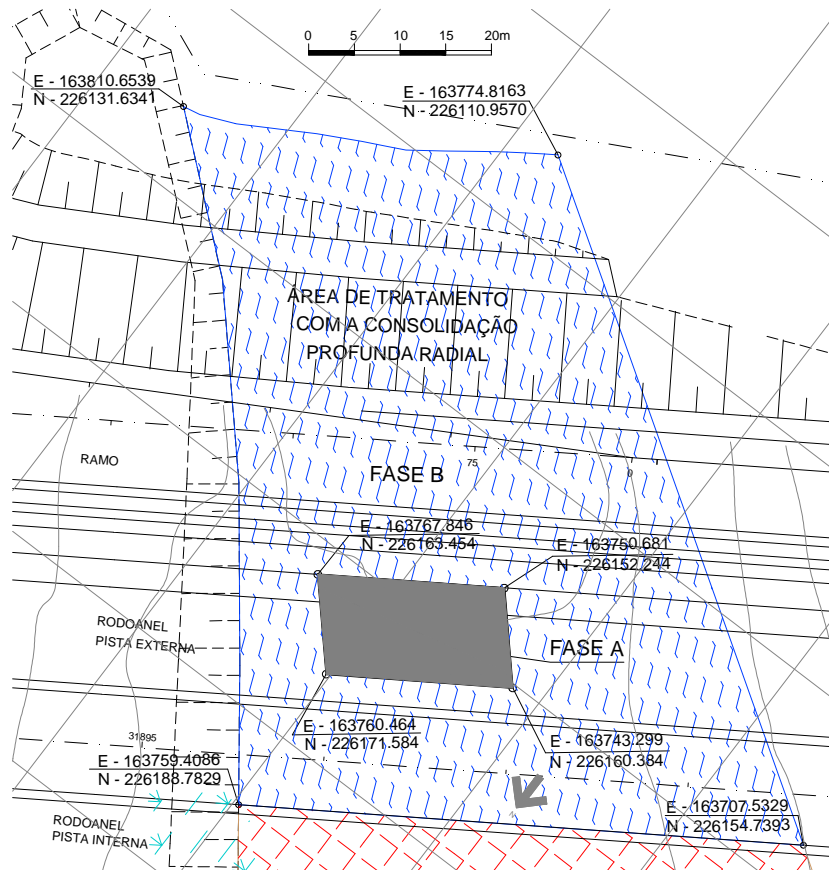 0 5 10 15 20m
E - 163810.6539
N - 226131.6341
E - 163774.8163
N - 226110.9570
ÁREA DE TRATAMENTO
COM A CONSOLIDAÇÃO
PROFUNDA RADIAL
RAMO
FASE B
75
0
E - 163767.846
N - 226163.454
E - 163750.681
N - 226152.244
RODOANEL
PISTA EXTERNA
FASE A
E - 163760.464
N - 226171.584
E - 163743.299
N - 226160.384
31895
E - 163759.4086
N - 226188.7829
E - 163707.5329
N - 226154.7393
N
RODOANEL
PISTA INTERNA